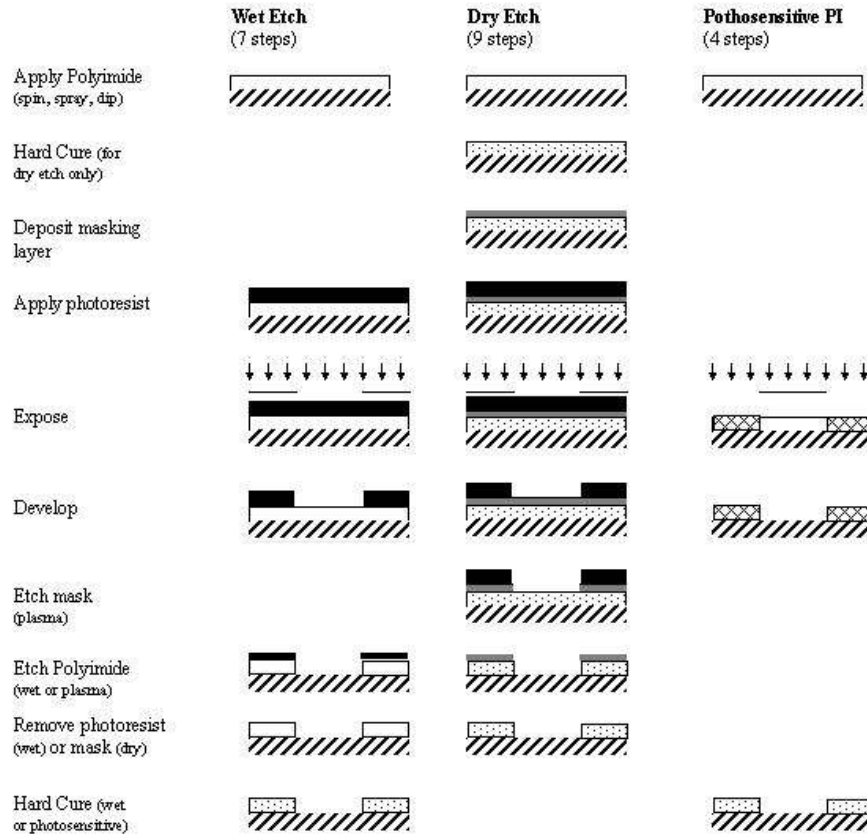 Wet Etch
(7 steps)
Dry Etch
(9 steps)
Pothosensitive PI
(4 steps)
Apply Polyimide
(spin, spray, dip)
Hard Cure (for
dry etch only)
Deposit masking
layer
Apply photoresist
Expose
Develop
Etch mask
(plasma)
Etch Polyimide
(wet or plasma)
Remove photoresist
(wet) or mask (dry)
Hard Cure (wet
or photosensitive)